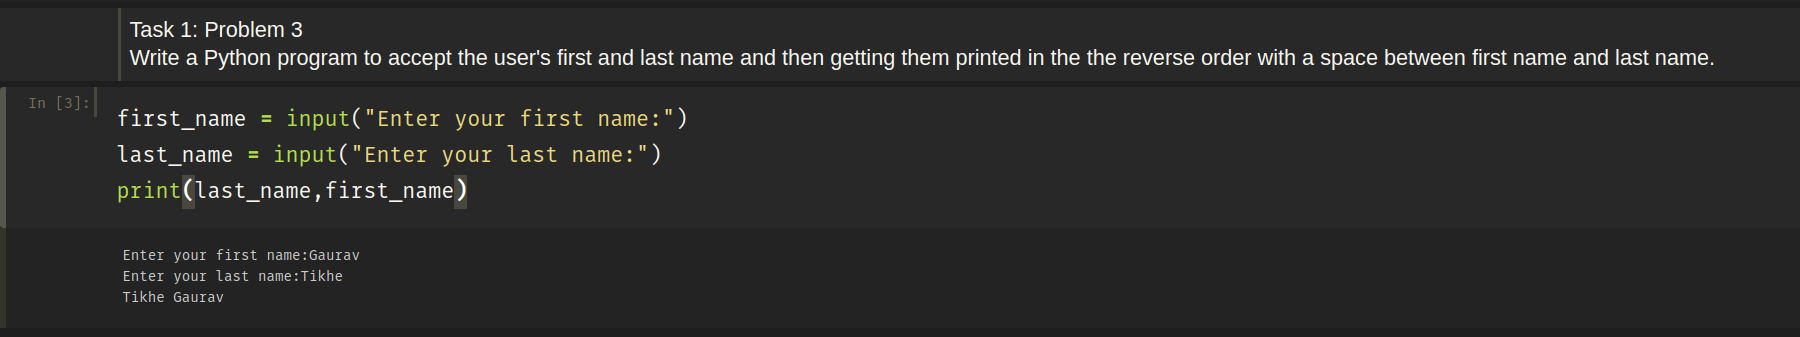 Task 1: Problem 3
Write a Python program to accept the user's first and last name and then getting them printed in the the reverse order with a space between first name and last name.
In [3]:
first_name = input("Enter your first name:")
last_name = input("Enter your last name:")
print(last_name,first_name)
Enter your first name:Gaurav
Enter your last name:Tikhe
Tikhe Gaurav